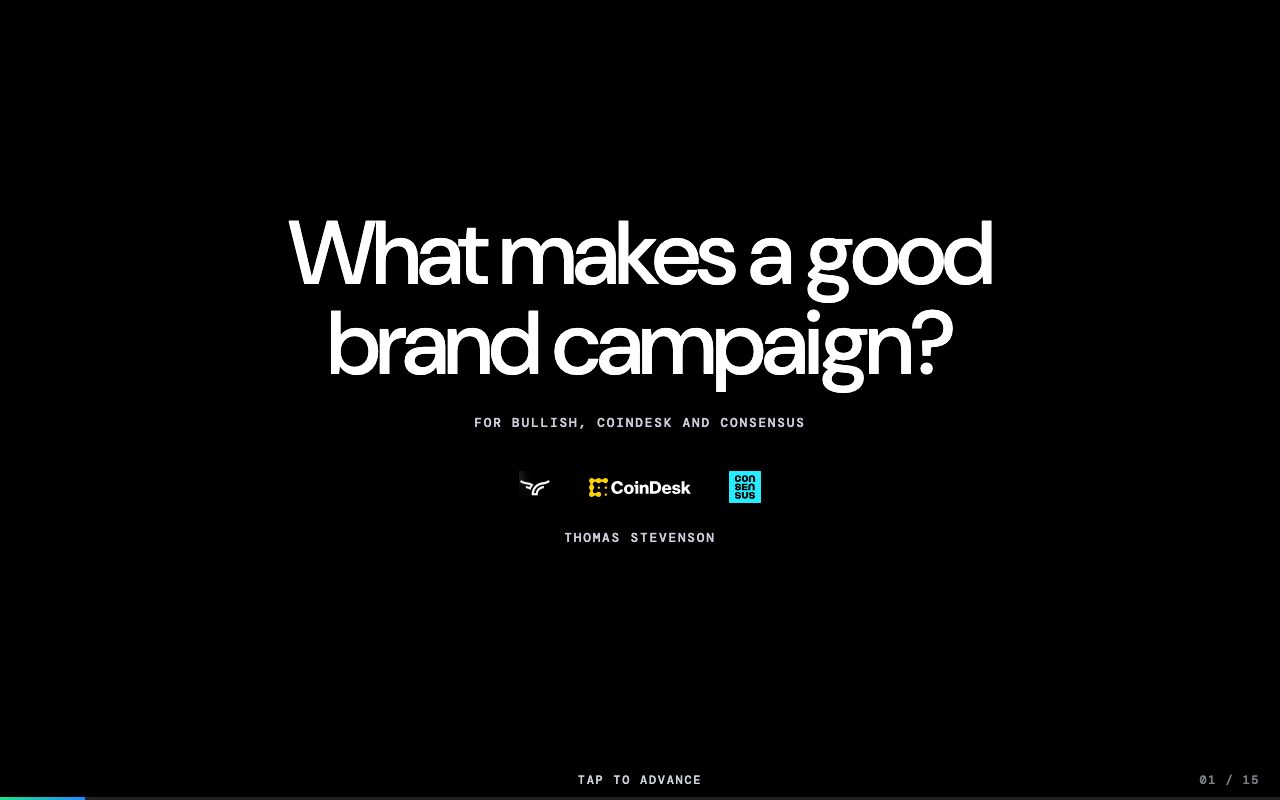 What makes a good
brand campaign?
FOR BULLISH, COINDESK AND CONSENSUS
CoinDesk
CON
SEN
SUS
THOMAS STEVENSON
TAP TO ADVANCE
01 / 15